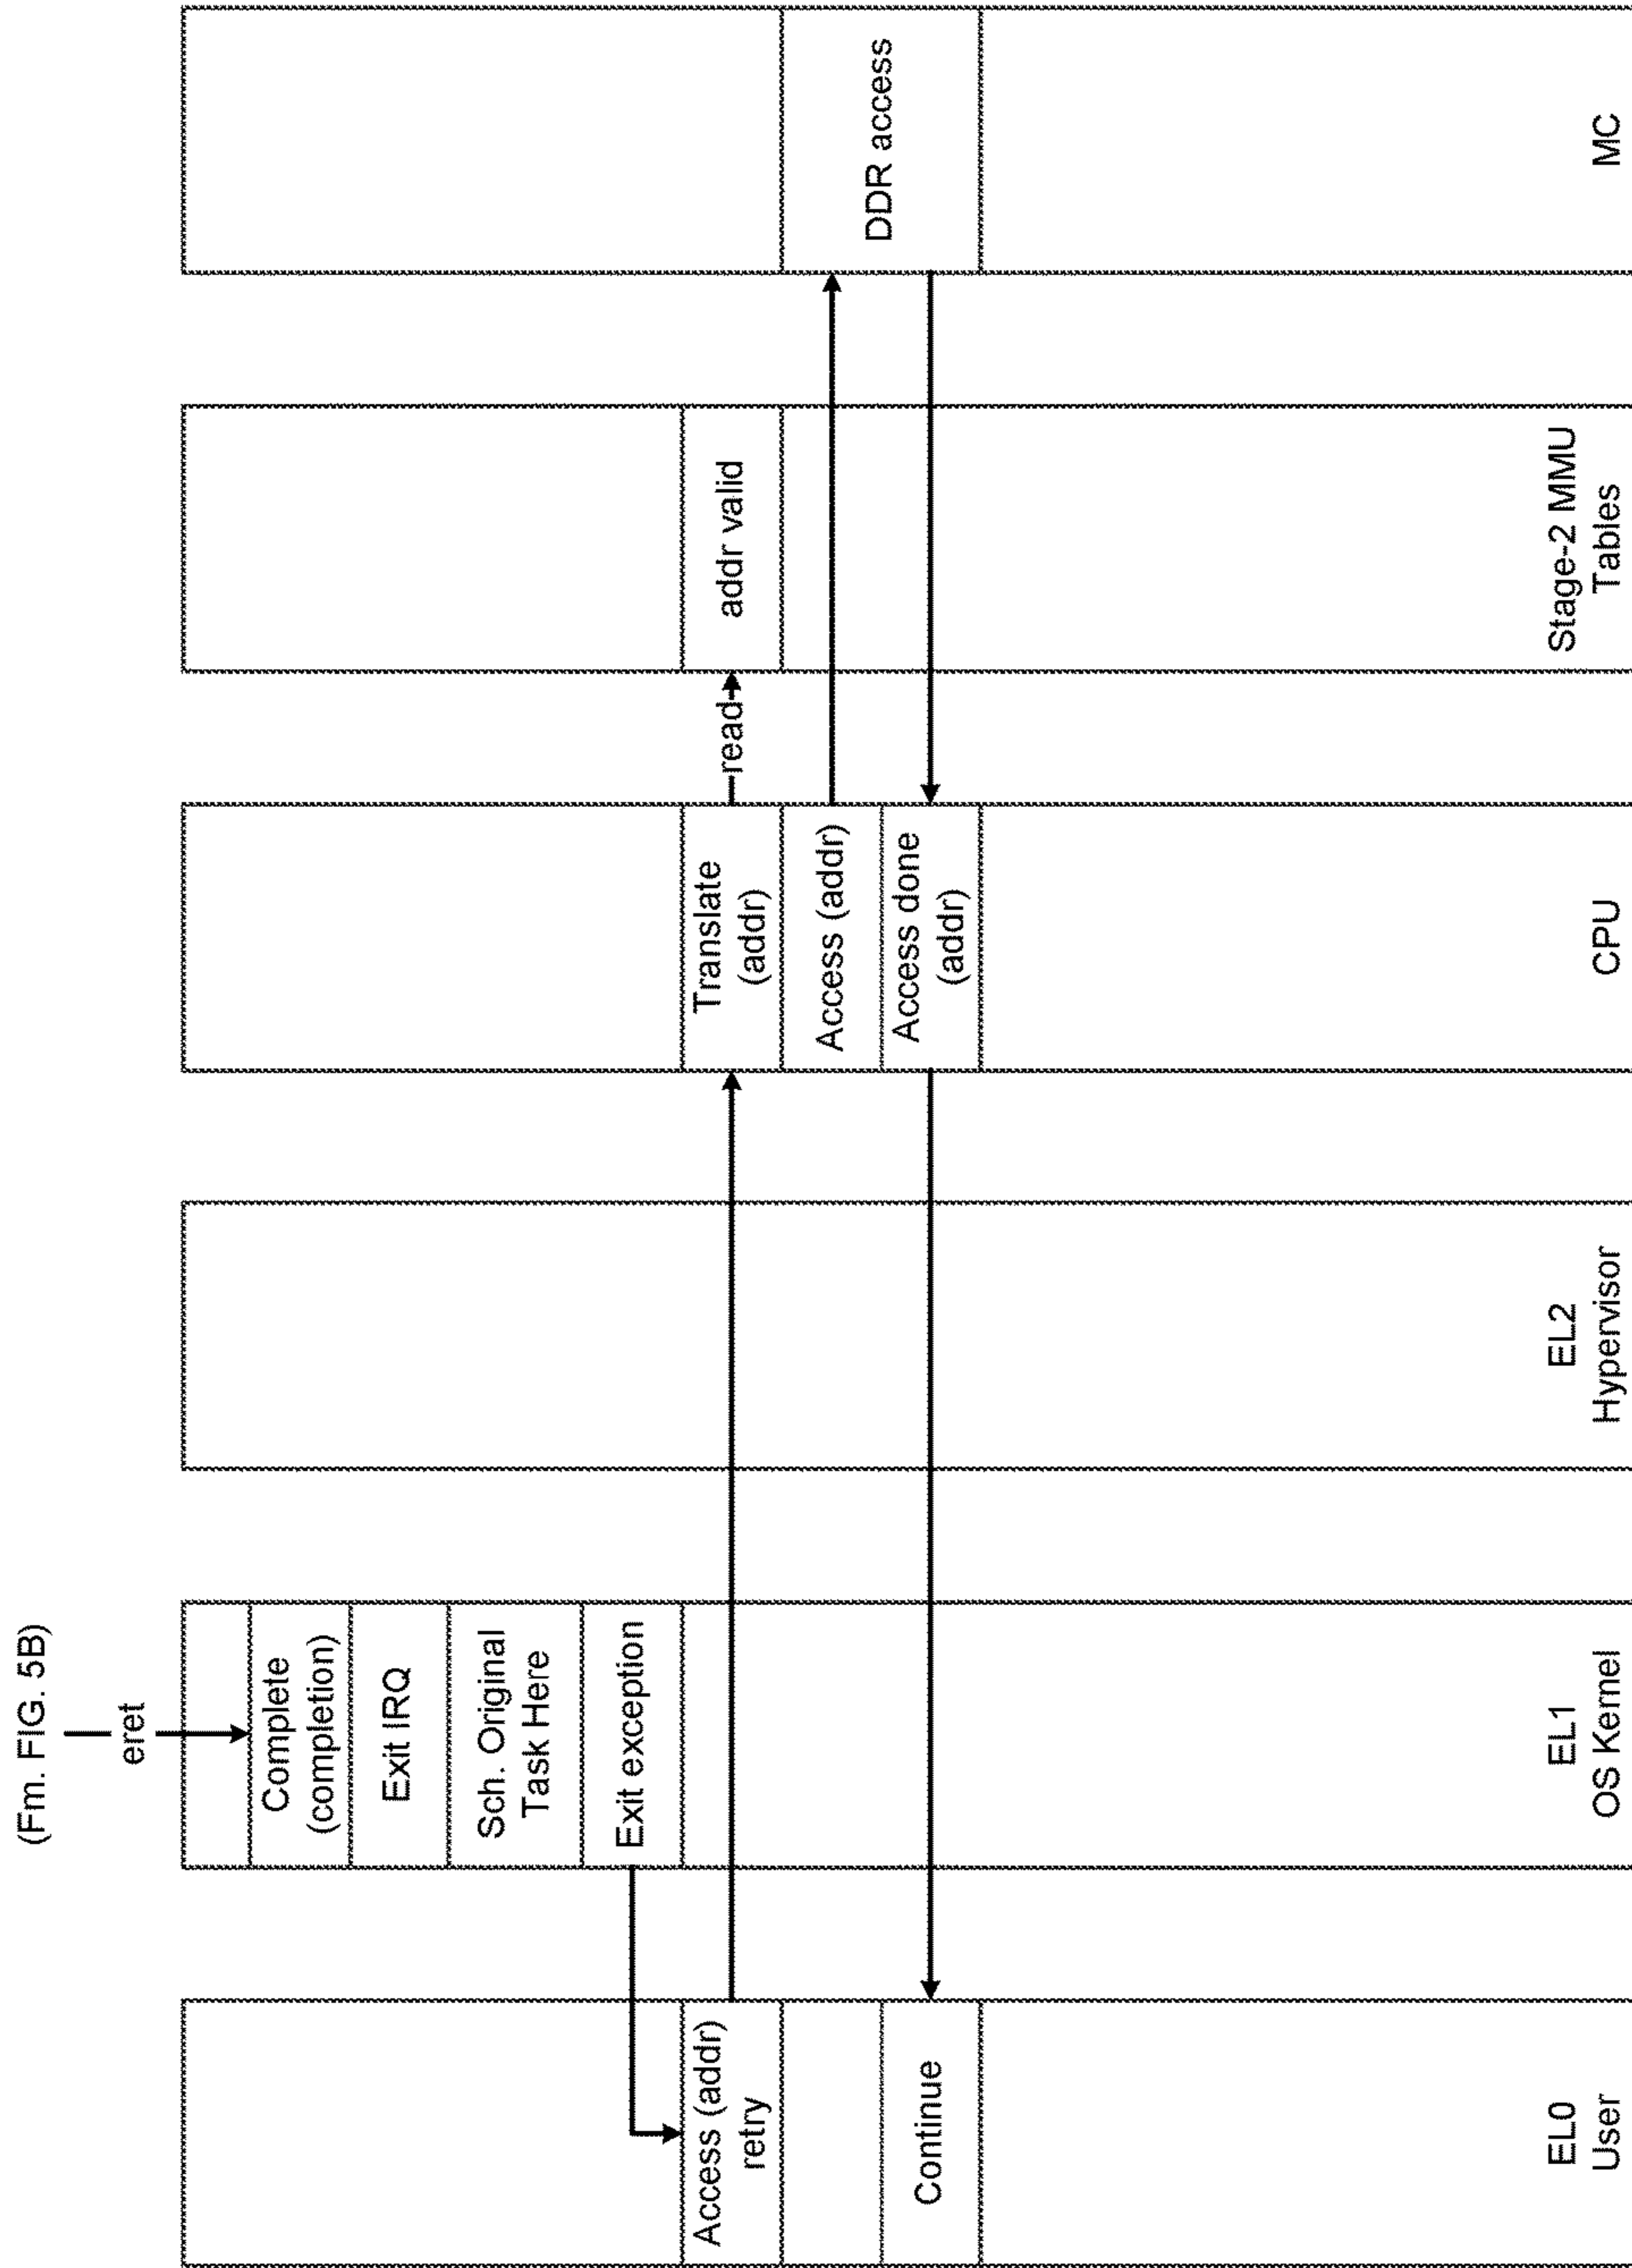 (Fm. FIG. 5B)
eret
Complete
(completion)
Exit IRQ
Sch. Original
Task Here
Exit exception
Access (addr)
retry
Translate
(addr)
read
addr valid
Access (addr)
DDR access
Continue
Access done
(addr)
EL0
User
EL1
OS Kernel
EL2
Hypervisor
CPU
Stage-2 MMU
Tables
MC